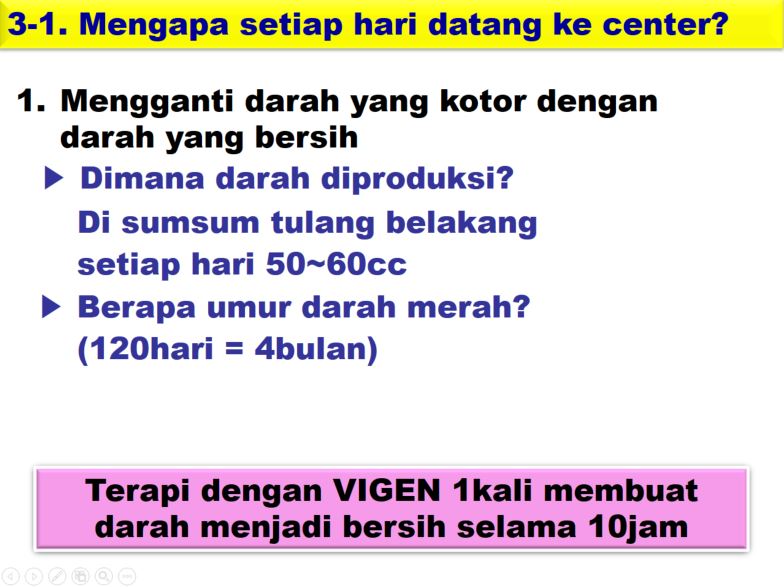 3-1. Mengapa setiap hari datang ke center?
1. Mengganti darah yang kotor dengan
darah yang bersih
▶ Dimana darah diproduksi?
Di sumsum tulang belakang
setiap hari 50~60cc
▶ Berapa umur darah merah?
(120hari = 4bulan)
Terapi dengan VIGEN 1kali membuat
darah menjadi bersih selama 10jam